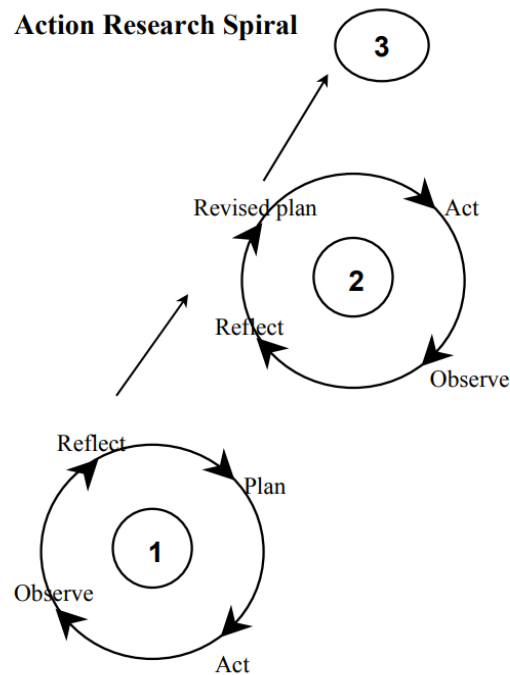 Action Research Spiral
3
Revised plan
Act
2
Reflect
Observe
Reflect
Plan
1
Observe
Act